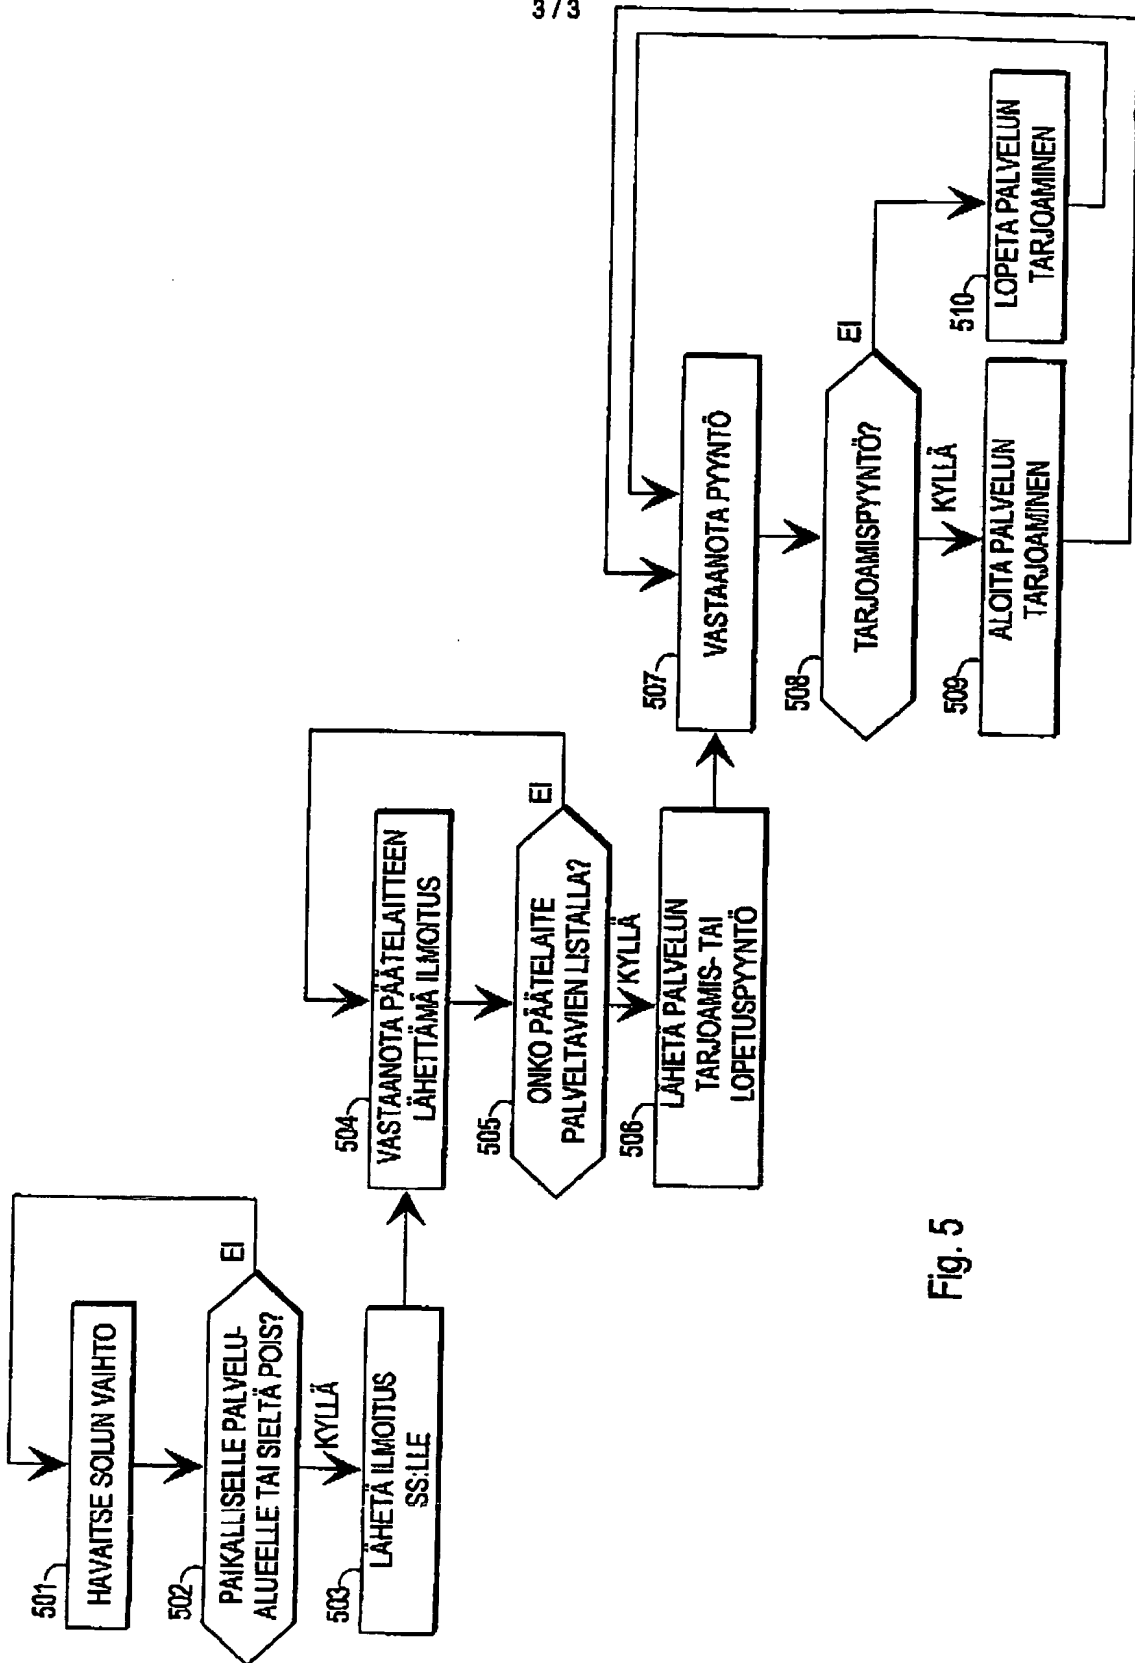 3 / 3
501
HAVAITSE SOLUN VAIHTO
502
PAIKALLISELLE PALVELU-
ALUEELLE TAI SIELTÄ POIS?
EI
KYLLÄ
503
LÄHETÄ ILMOITUS
SS:LLE
504
VASTAANOTA PÄÄTELAITTEEN
LÄHETTÄMÄ ILMOITUS
505
ONKO PÄÄTELAITE
PALVELTAVIEN LISTALLA?
EI
KYLLÄ
506
LÄHETÄ PALVELUN
TARJOAMIS- TAI
LOPETUSPYYNTÖ
507
VASTAANOTA PYYNTÖ
508
TARJOAMISPYYNTÖ?
EI
KYLLÄ
509
ALOITA PALVELUN
TARJOAMINEN
510
LOPETA PALVELUN
TARJOAMINEN
Fig. 5